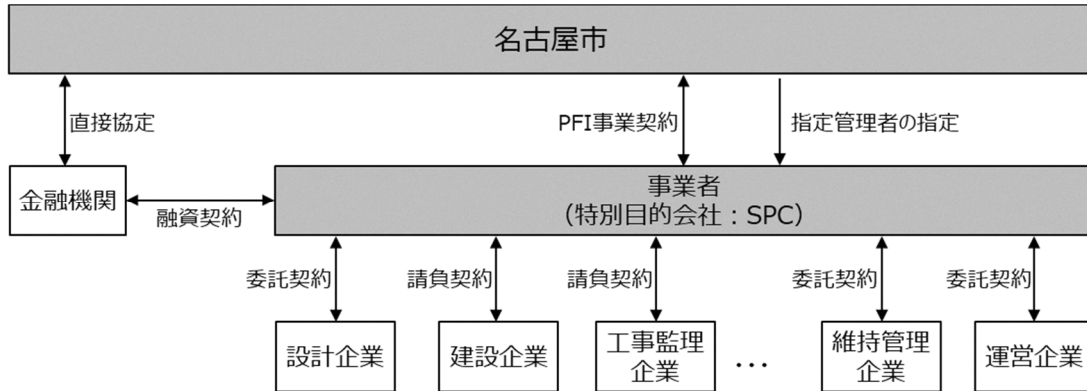 名古屋市
直接協定
PFI事業契約
指定管理者の指定
金融機関
融資契約
事業者
（特別目的会社：SPC）
委託契約
請負契約
請負契約
委託契約
委託契約
設計企業
建設企業
工事監理
企業
…
維持管理
企業
運営企業